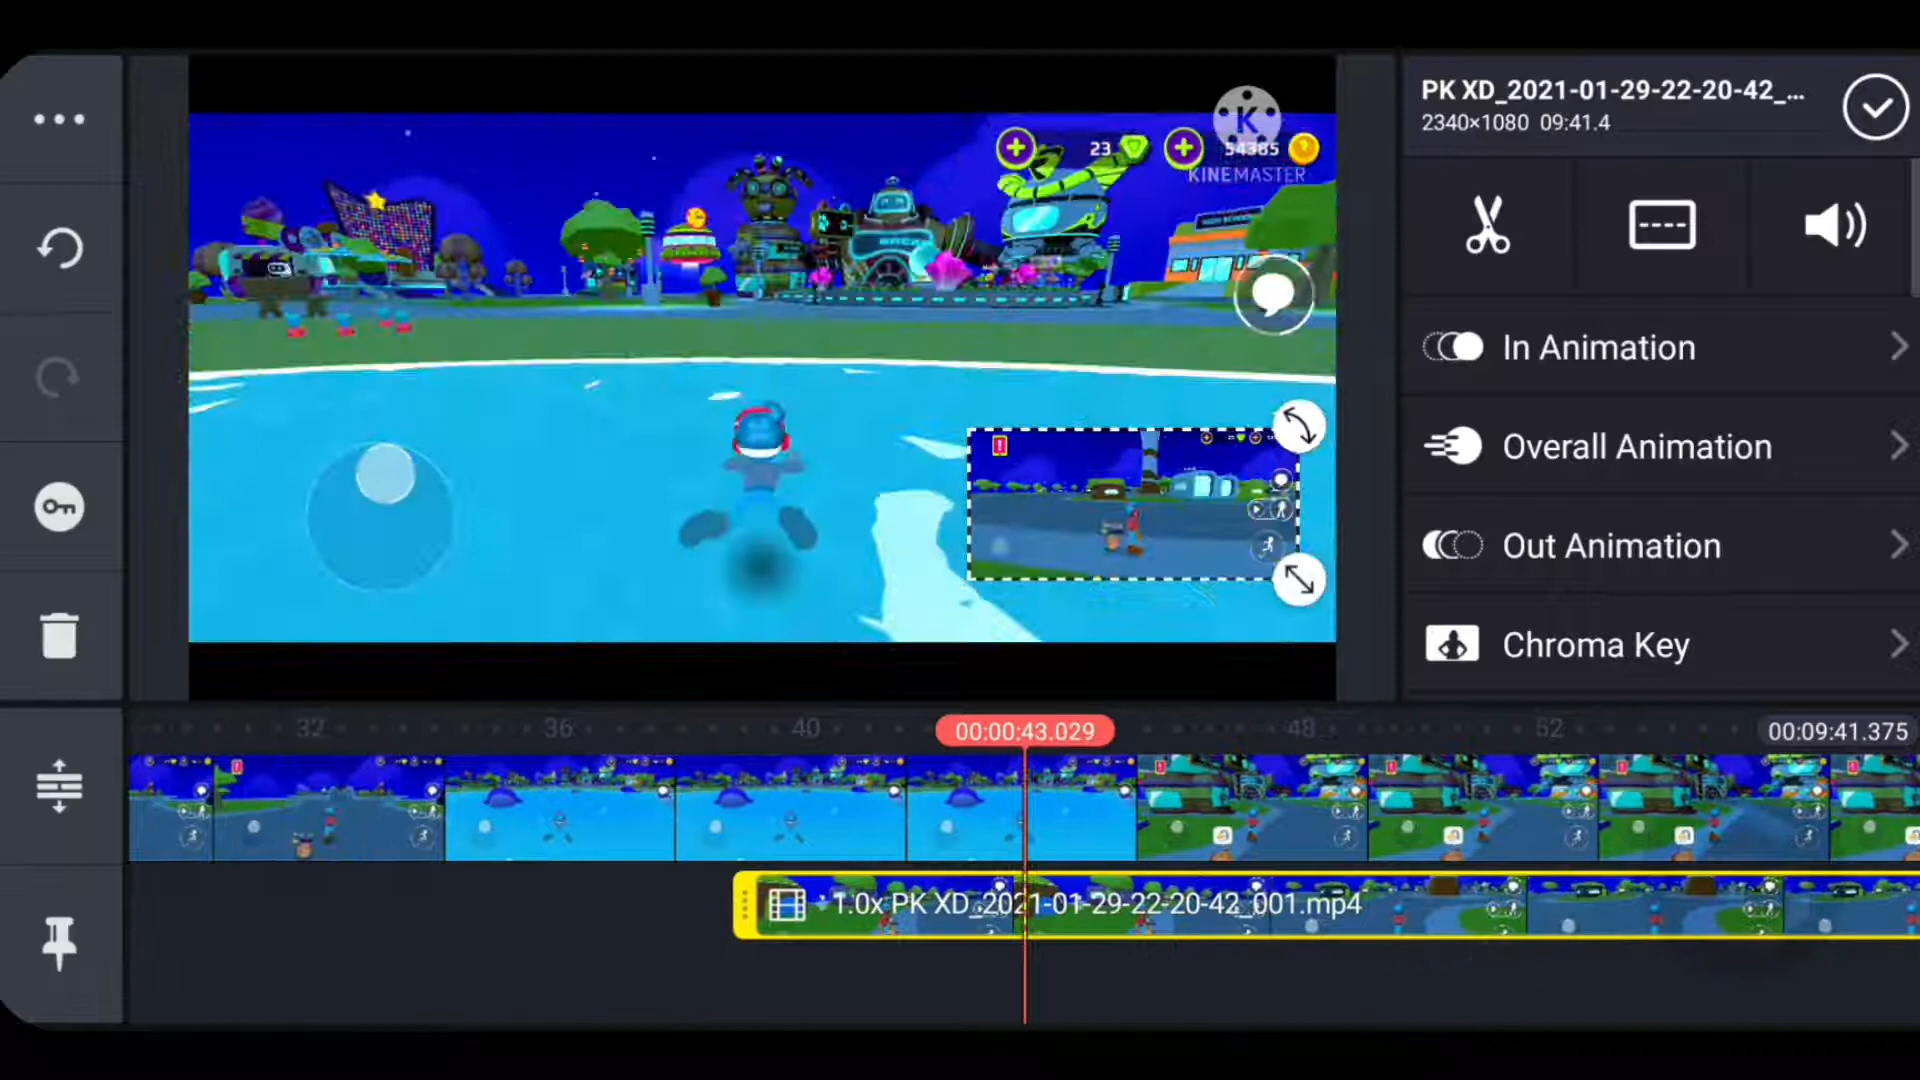 PK XD_2021-01-29-22-20-42_...
2340×1080 09:41.4
23
54385
K
KINEMASTER
In Animation
Overall Animation
Out Animation
Chroma Key
32
36
40
00:00:43.029
48
52
00:09:41.375
1.0x PK XD_2021-01-29-22-20-42_001.mp4